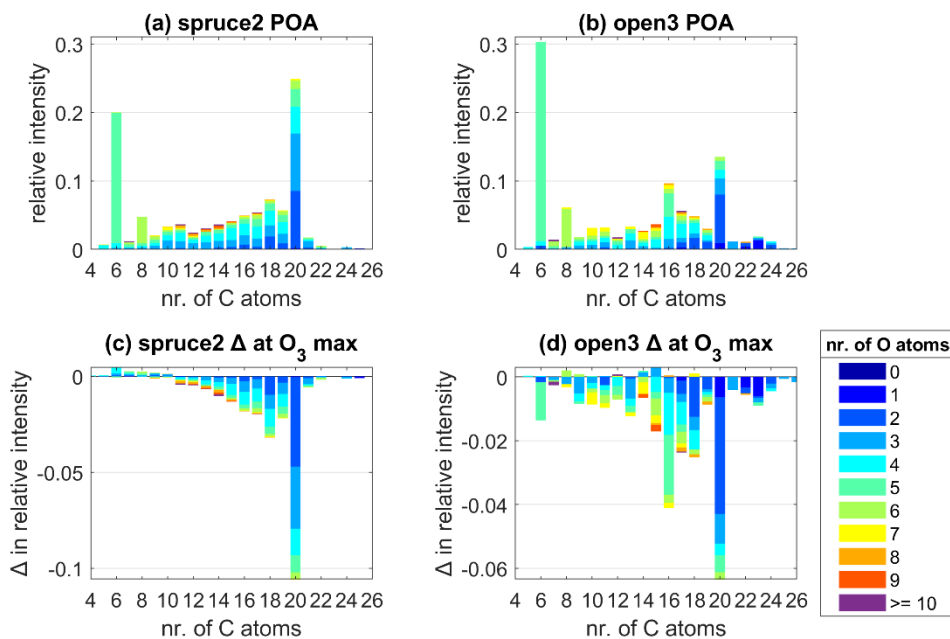 (a) spruce2 POA
(b) open3 POA
relative intensity
0.3
0.2
0.1
0
4 6 8 10 12 14 16 18 20 22 24 26
nr. of C atoms
relative intensity
0.3
0.2
0.1
0
4 6 8 10 12 14 16 18 20 22 24 26
nr. of C atoms
(c) spruce2 Δ at O₃ max
(d) open3 Δ at O₃ max
Δ in relative intensity
0
-0.05
-0.1
4 6 8 10 12 14 16 18 20 22 24 26
nr. of C atoms
Δ in relative intensity
0
-0.02
-0.04
-0.06
4 6 8 10 12 14 16 18 20 22 24 26
nr. of C atoms
nr. of O atoms
0
1
2
3
4
5
6
7
8
9
>= 10